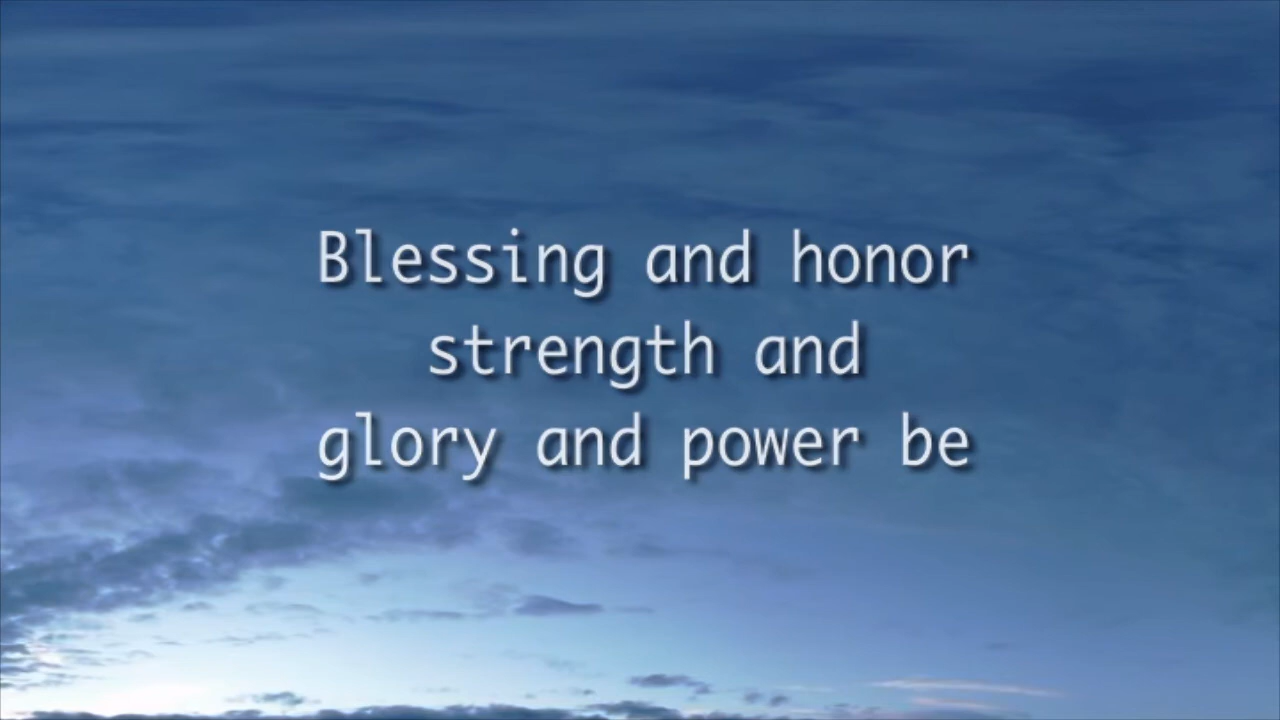 Blessing and honor
strength and
glory and power be